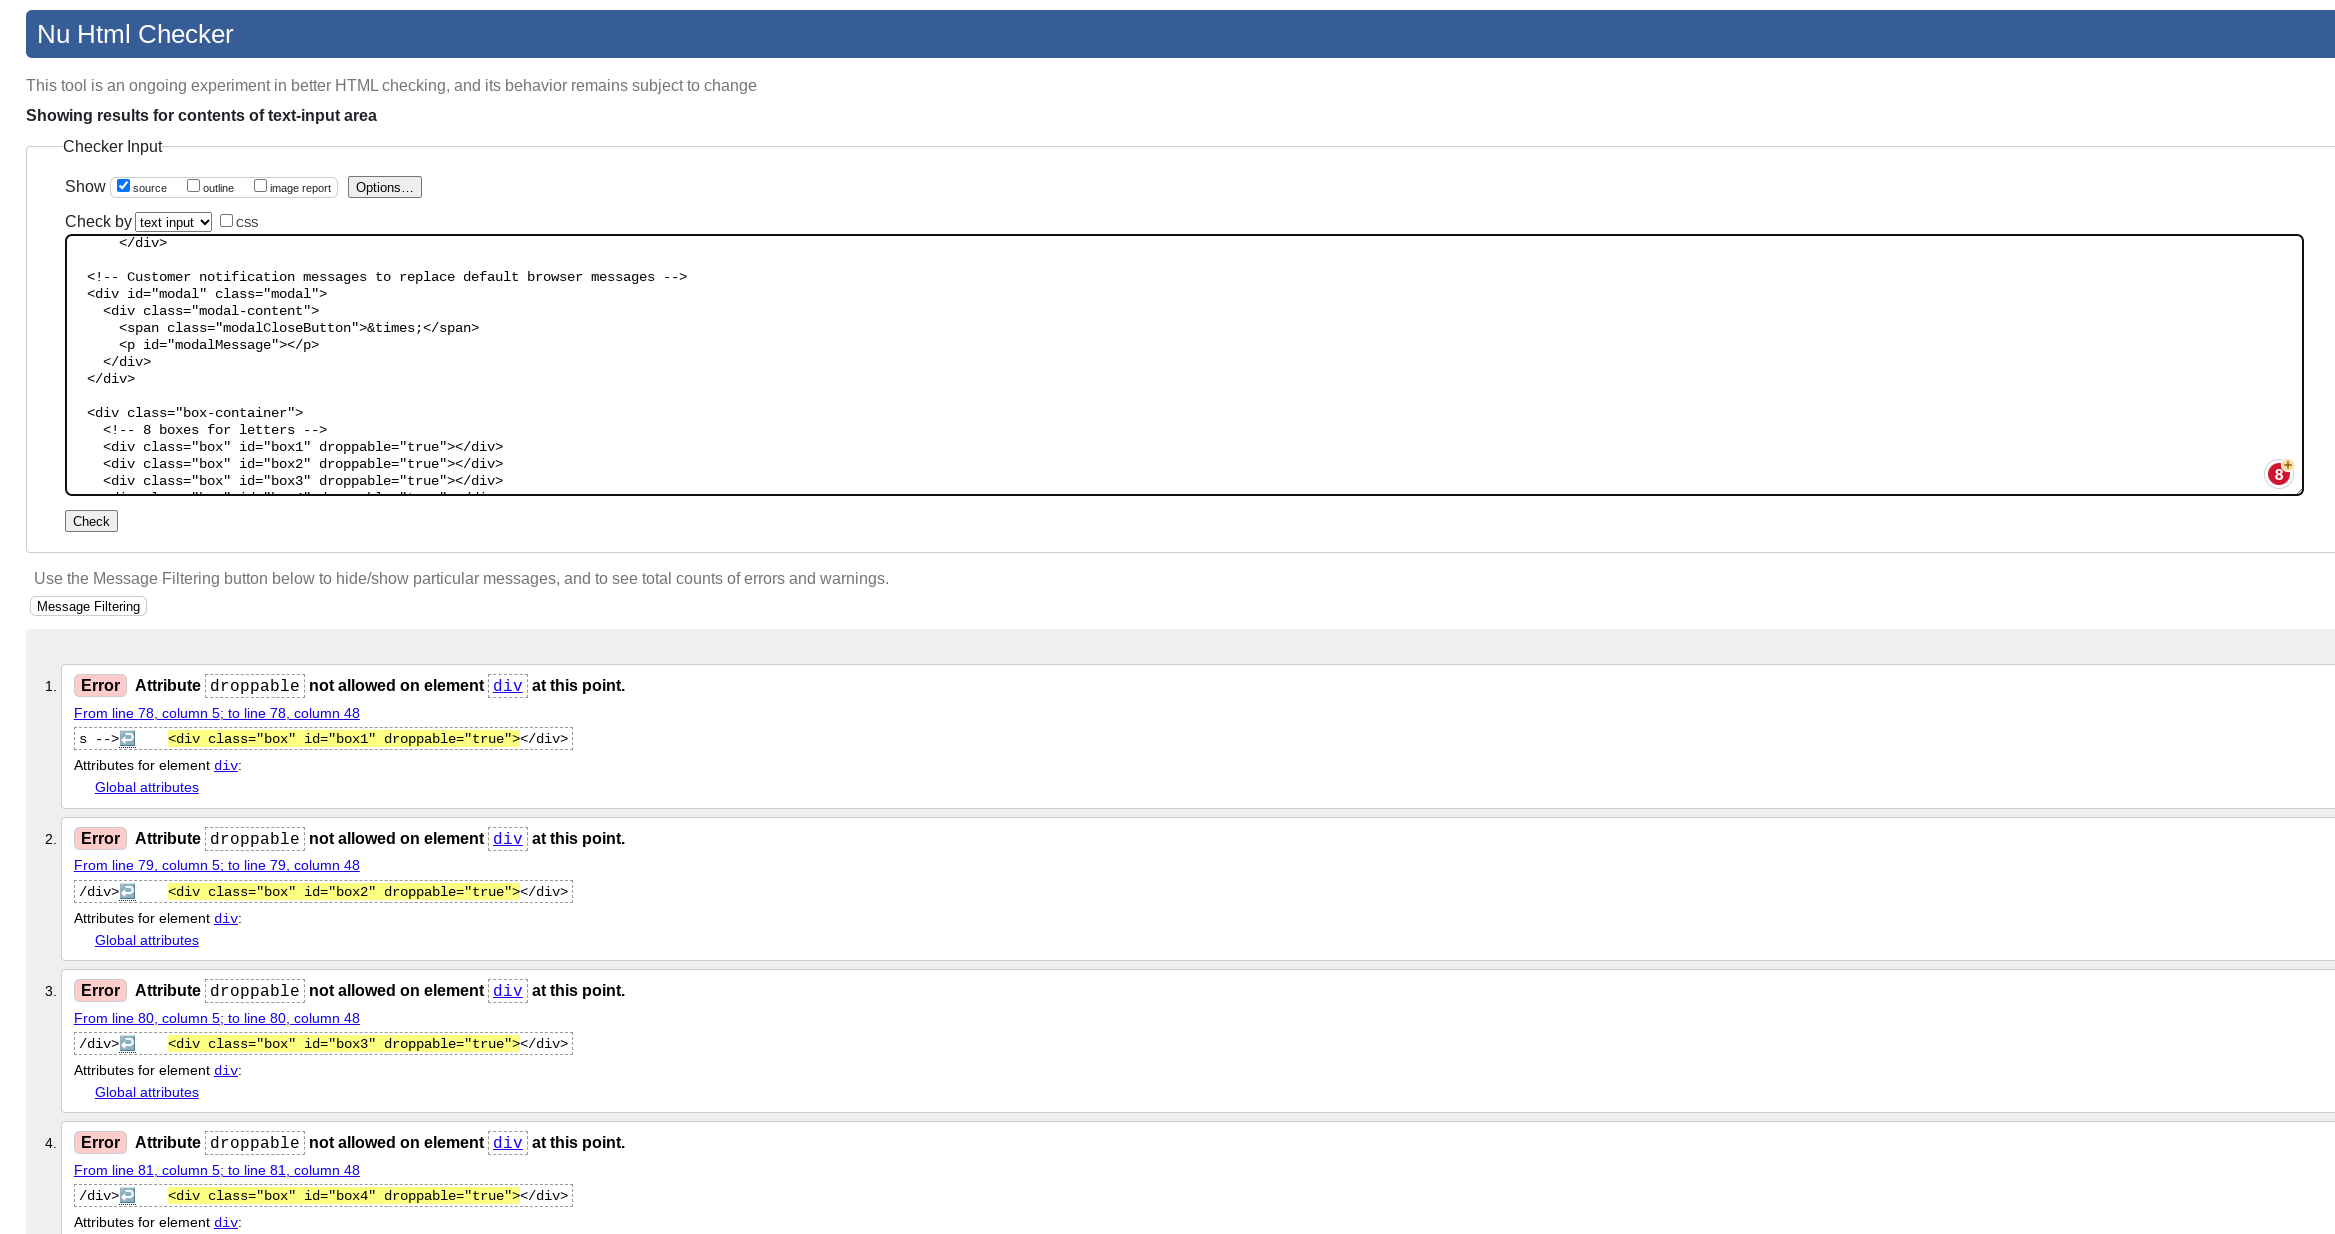 Nu Html Checker
This tool is an ongoing experiment in better HTML checking, and its behavior remains subject to change
Showing results for contents of text-input area
Checker Input
Show source outline image report Options...
Check by text input CSS
</div>
<!-- Customer notification messages to replace default browser messages -->
<div id="modal" class="modal">
<div class="modal-content">
<span class="modalCloseButton">&times;</span>
<p id="modalMessage"></p>
</div>
</div>
<div class="box-container">
<!-- 8 boxes for letters -->
<div class="box" id="box1" droppable="true"></div>
<div class="box" id="box2" droppable="true"></div>
<div class="box" id="box3" droppable="true"></div>
8+
Check
Use the Message Filtering button below to hide/show particular messages, and to see total counts of errors and warnings.
Message Filtering
1. Error Attribute droppable not allowed on element div at this point.
From line 78, column 5; to line 78, column 48
s -->↩ <div class="box" id="box1" droppable="true"></div>
Attributes for element div:
Global attributes
2. Error Attribute droppable not allowed on element div at this point.
From line 79, column 5; to line 79, column 48
/div>↩ <div class="box" id="box2" droppable="true"></div>
Attributes for element div:
Global attributes
3. Error Attribute droppable not allowed on element div at this point.
From line 80, column 5; to line 80, column 48
/div>↩ <div class="box" id="box3" droppable="true"></div>
Attributes for element div:
Global attributes
4. Error Attribute droppable not allowed on element div at this point.
From line 81, column 5; to line 81, column 48
/div>↩ <div class="box" id="box4" droppable="true"></div>
Attributes for element div: